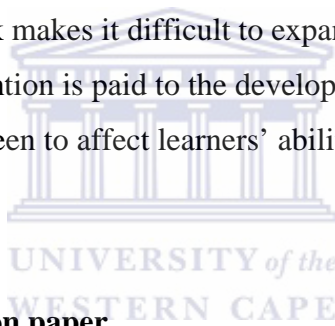 makes it difficult to expan
ntion is paid to the develop
een to affect learners' abili
UNIVERSITY of the
WESTERN CAPE
on paper